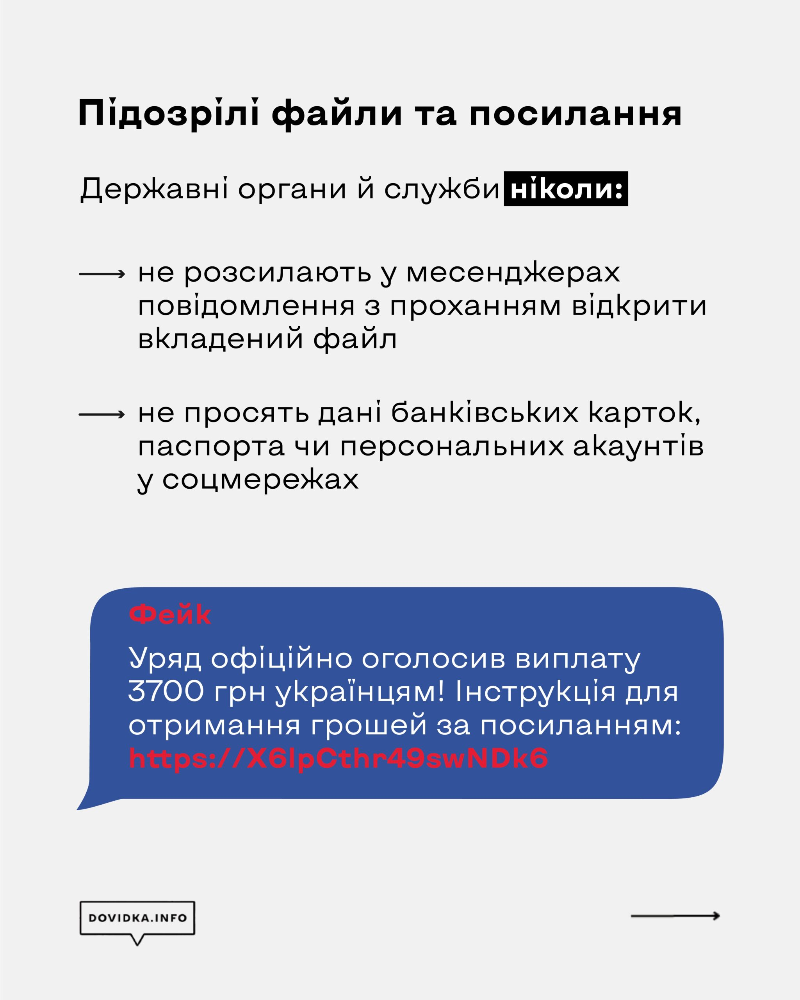 Підозрілі файли та посилання
Державні органи й служби ніколи:
не розсилають у месенджерах
повідомлення з проханням відкрити
вкладений файл
не просять дані банківських карток,
паспорта чи персональних акаунтів
у соцмережах
Фейк
Уряд офіційно оголосив виплату
3700 грн українцям! Інструкція для
отримання грошей за посиланням:
https://X6lpCthr49swNDk6
DOVIDKA.INFO